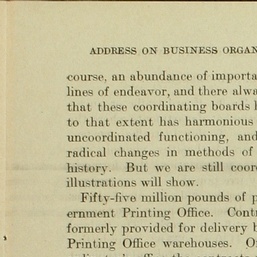 ADDRESS ON BUSINESS ORGAN
course, an abundance of importa
lines of endeavor, and there alwa
that these coordinating boards h
to that extent has harmonious
uncoordinated functioning, and
radical changes in methods of
history. But we are still coor
illustrations will show.
Fifty-five million pounds of p
ernment Printing Office. Contr
formerly provided for delivery b
Printing Office warehouses. O